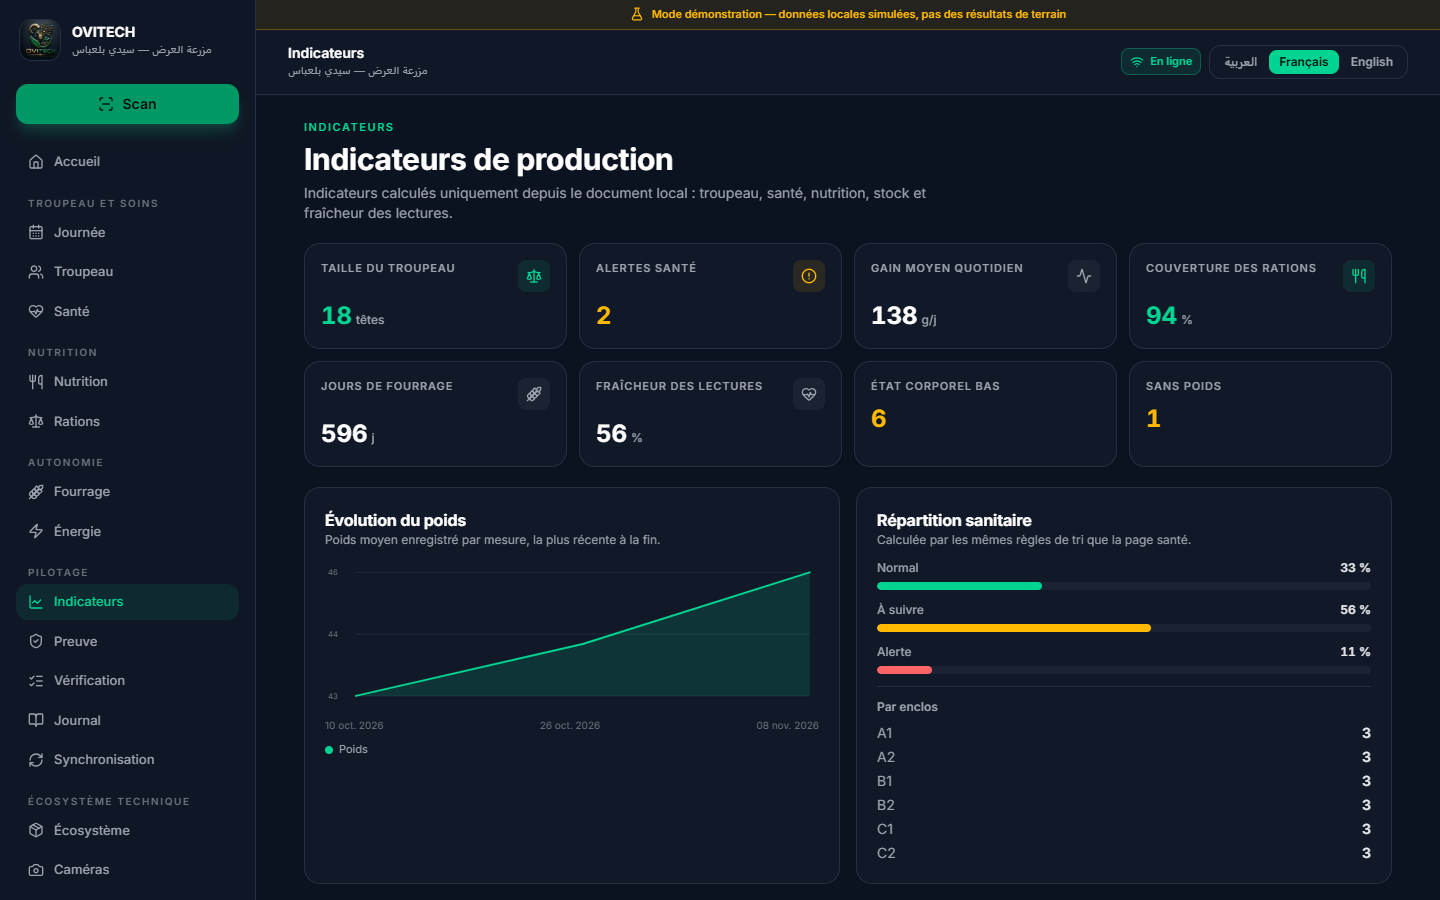 OVITECH
مزرعة العرض — سيدي بلعباس
Scan
Accueil
TROUPEAU ET SOINS
Journée
Troupeau
Santé
NUTRITION
Nutrition
Rations
AUTONOMIE
Fourrage
Énergie
PILOTAGE
Indicateurs
Preuve
Vérification
Journal
Synchronisation
ÉCOSYSTÈME TECHNIQUE
Écosystème
Caméras
Mode démonstration — données locales simulées, pas des résultats de terrain
Indicateurs
مزرعة العرض — سيدي بلعباس
En ligne
العربية
Français
English
INDICATEURS
Indicateurs de production
Indicateurs calculés uniquement depuis le document local : troupeau, santé, nutrition, stock et
fraîcheur des lectures.
TAILLE DU TROUPEAU
18 têtes
ALERTES SANTÉ
2
GAIN MOYEN QUOTIDIEN
138 g/j
COUVERTURE DES RATIONS
94 %
JOURS DE FOURRAGE
596 j
FRAÎCHEUR DES LECTURES
56 %
ÉTAT CORPOREL BAS
6
SANS POIDS
1
Évolution du poids
Poids moyen enregistré par mesure, la plus récente à la fin.
46
44
43
10 oct. 2026
26 oct. 2026
08 nov. 2026
Poids
Répartition sanitaire
Calculée par les mêmes règles de tri que la page santé.
Normal 33 %
À suivre 56 %
Alerte 11 %
Par enclos
A1 3
A2 3
B1 3
B2 3
C1 3
C2 3